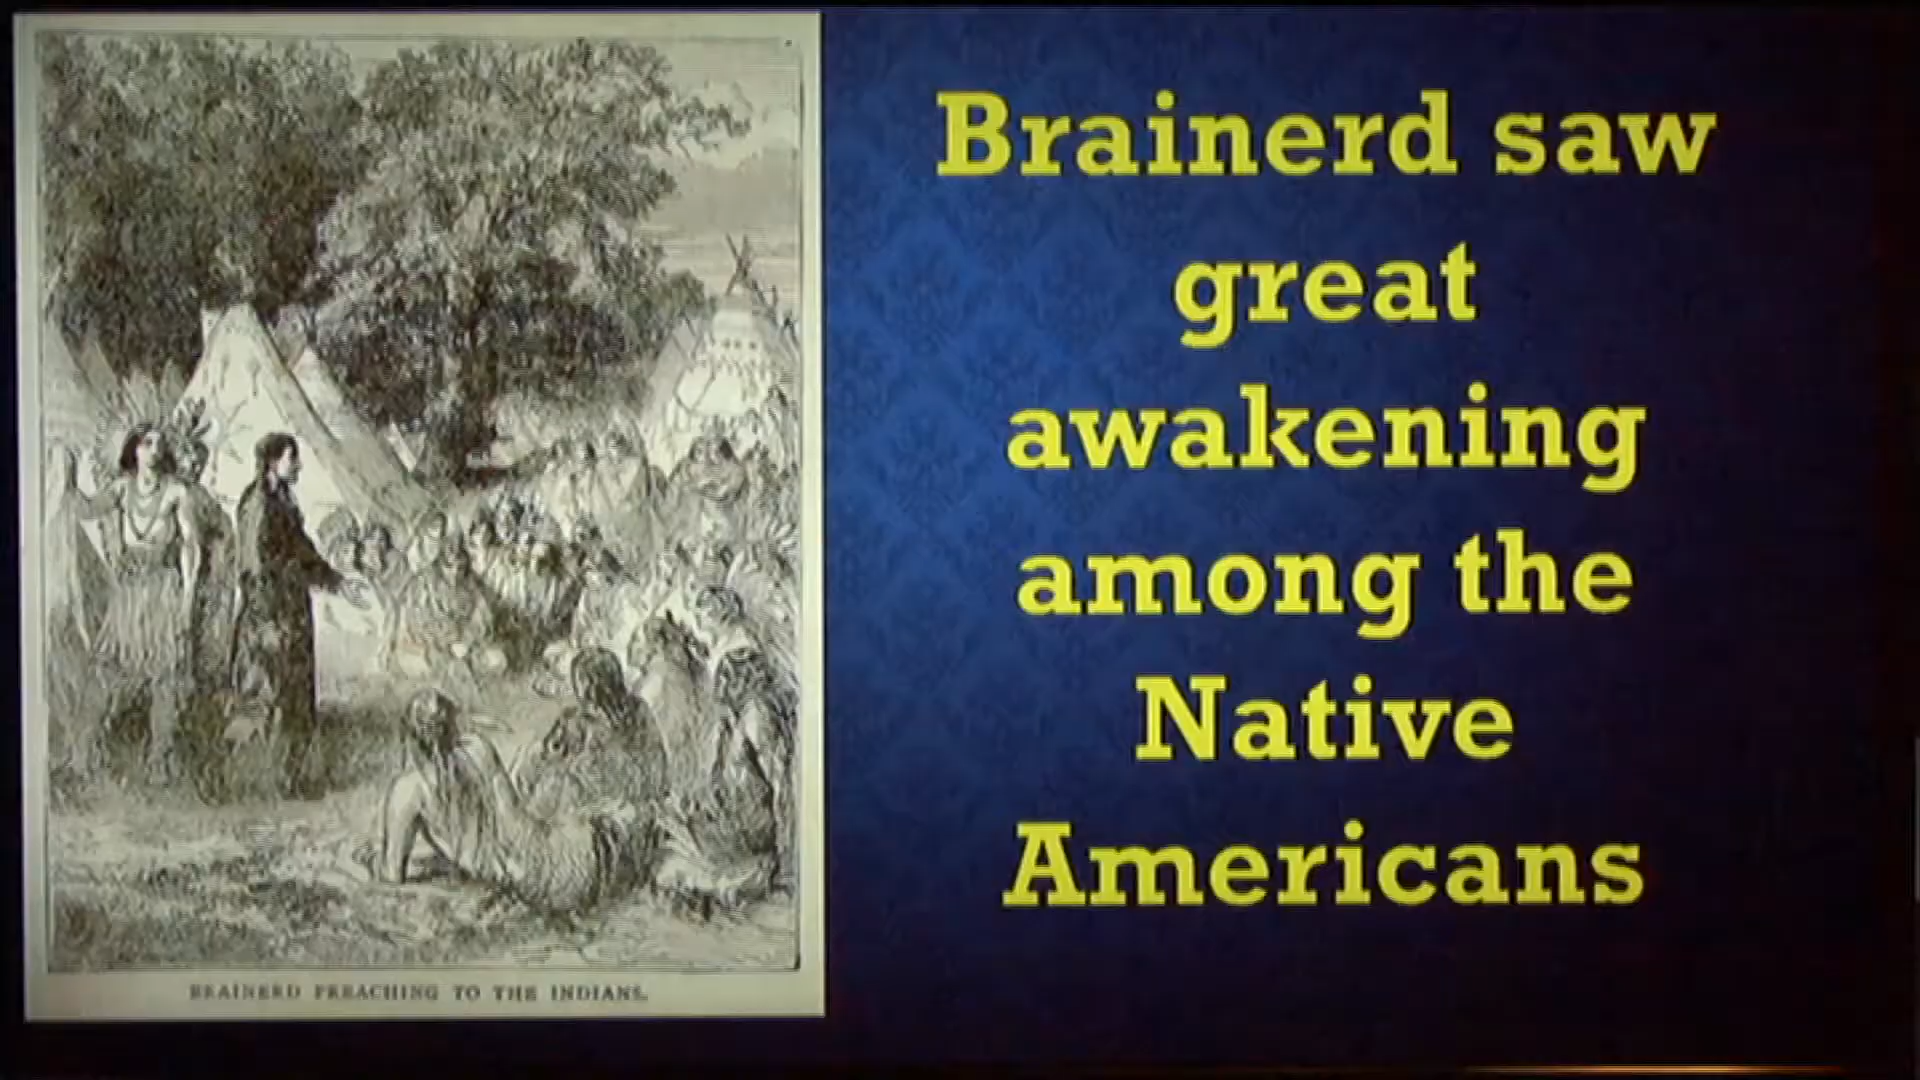 Brainerd saw
great
awakening
among the
Native
Americans
BRAINERD PREACHING TO THE INDIANS.